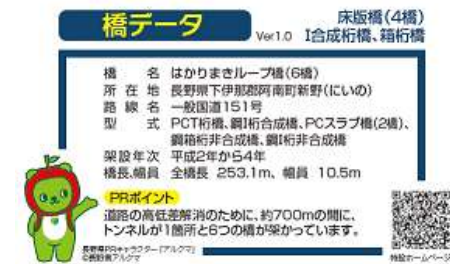 橋データ
Ver1.0
床版橋(4橋)
I合成桁橋、箱桁橋
橋 名 はかりまきループ橋(6橋)
所 在 地 長野県下伊那郡阿南町新野(にいの)
路 線 名 一般国道151号
型 式 PCT桁橋、鋼I桁合成橋、PCスラブ橋(2橋)、
鋼箱桁非合成橋、鋼I桁非合成橋
架設年次 平成2年から4年
橋長、幅員 全橋長 253.1m、幅員 10.5m
PRポイント
道路の高低差解消のために、約700mの間に、
トンネルが1箇所と6つの橋が架かっています。
長野県PRキャラクター「アルクマ」
©長野県アルクマ
特設ホームページ